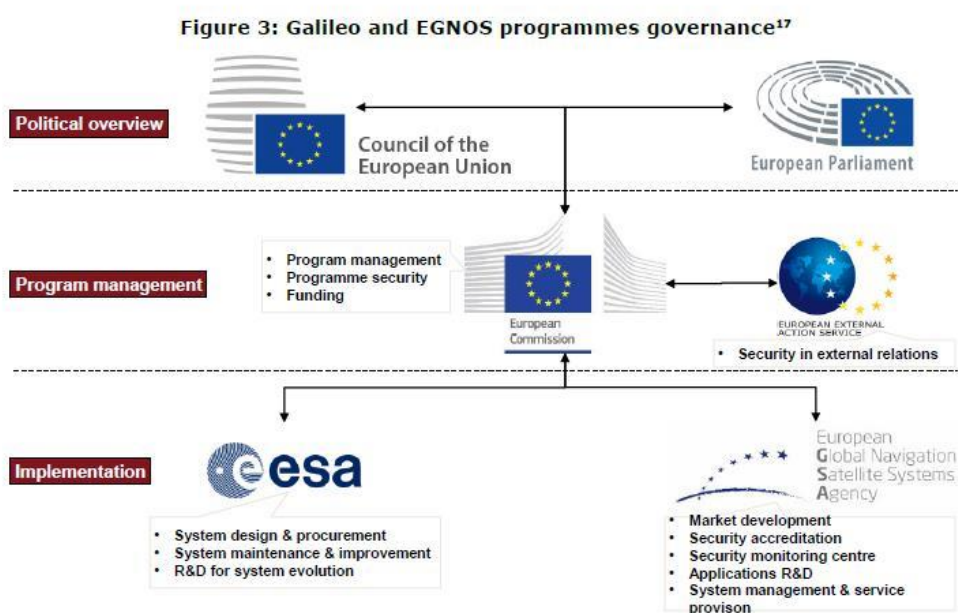 Figure 3: Galileo and EGNOS programmes governance¹⁷
Political overview
Council of the
European Union
European Parliament
Program management
• Program management
• Programme security
• Funding
European
Commission
EUROPEAN EXTERNAL
ACTION SERVICE
• Security in external relations
Implementation
esa
• System design & procurement
• System maintenance & improvement
• R&D for system evolution
European
Global Navigation
Satellite Systems
Agency
• Market development
• Security accreditation
• Security monitoring centre
• Applications R&D
• System management & service
provison